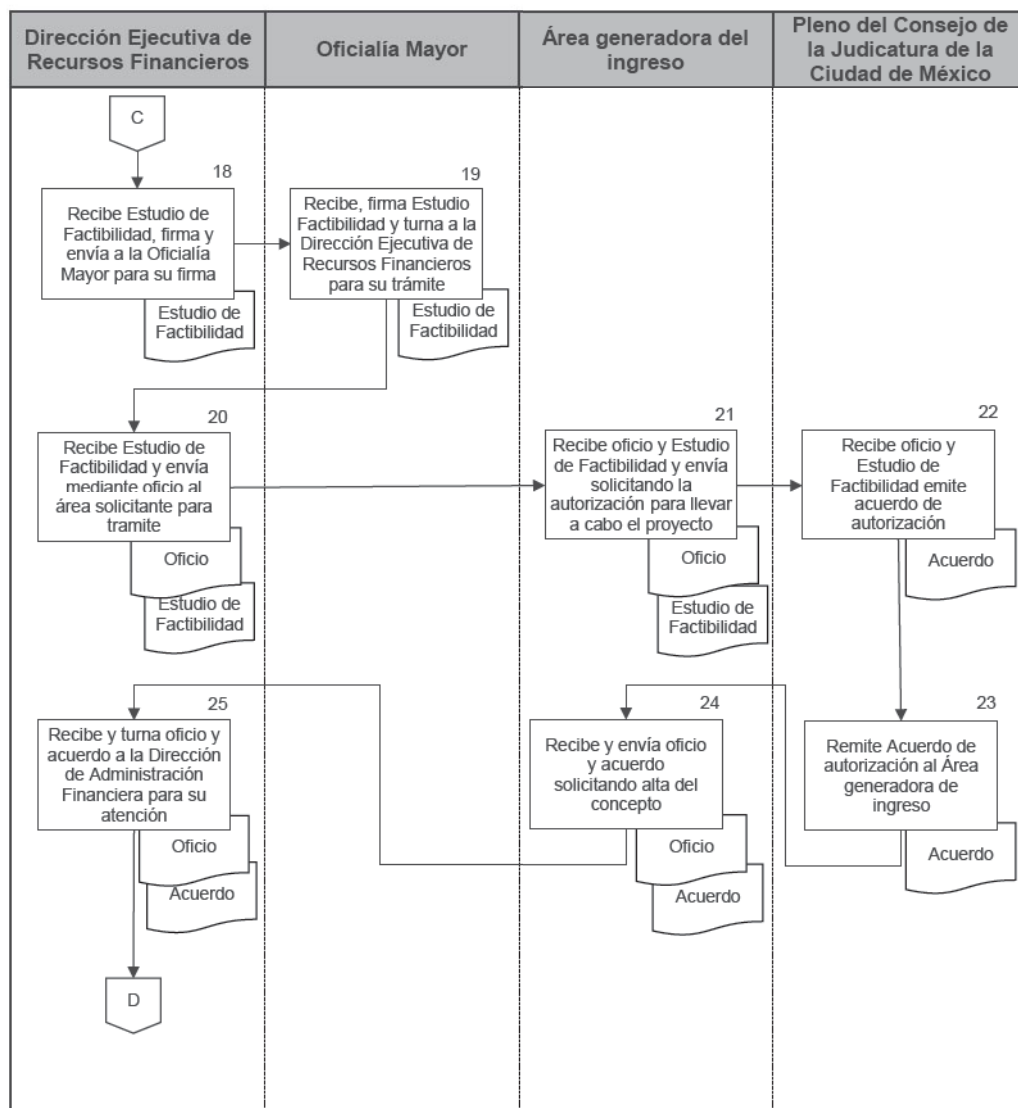 Dirección Ejecutiva de
Recursos Financieros
Oficialía Mayor
Área generadora del
ingreso
Pleno del Consejo de
la Judicatura de la
Ciudad de México
C
18
Recibe Estudio de
Factibilidad, firma y
envía a la Oficialía
Mayor para su firma
Estudio de
Factibilidad
19
Recibe, firma Estudio
Factibilidad y turna a la
Dirección Ejecutiva de
Recursos Financieros
para su trámite
Estudio de
Factibilidad
20
Recibe Estudio de
Factibilidad y envía
mediante oficio al
área solicitante para
tramite
Oficio
Estudio de
Factibilidad
21
Recibe oficio y Estudio
de Factibilidad y envía
solicitando la
autorización para llevar
a cabo el proyecto
Oficio
Estudio de
Factibilidad
22
Recibe oficio y
Estudio de
Factibilidad emite
acuerdo de
autorización
Acuerdo
23
Remite Acuerdo de
autorización al Área
generadora de
ingreso
Acuerdo
24
Recibe y envía oficio
y acuerdo
solicitando alta del
concepto
Oficio
Acuerdo
25
Recibe y turna oficio y
acuerdo a la Dirección
de Administración
Financiera para su
atención
Oficio
Acuerdo
D